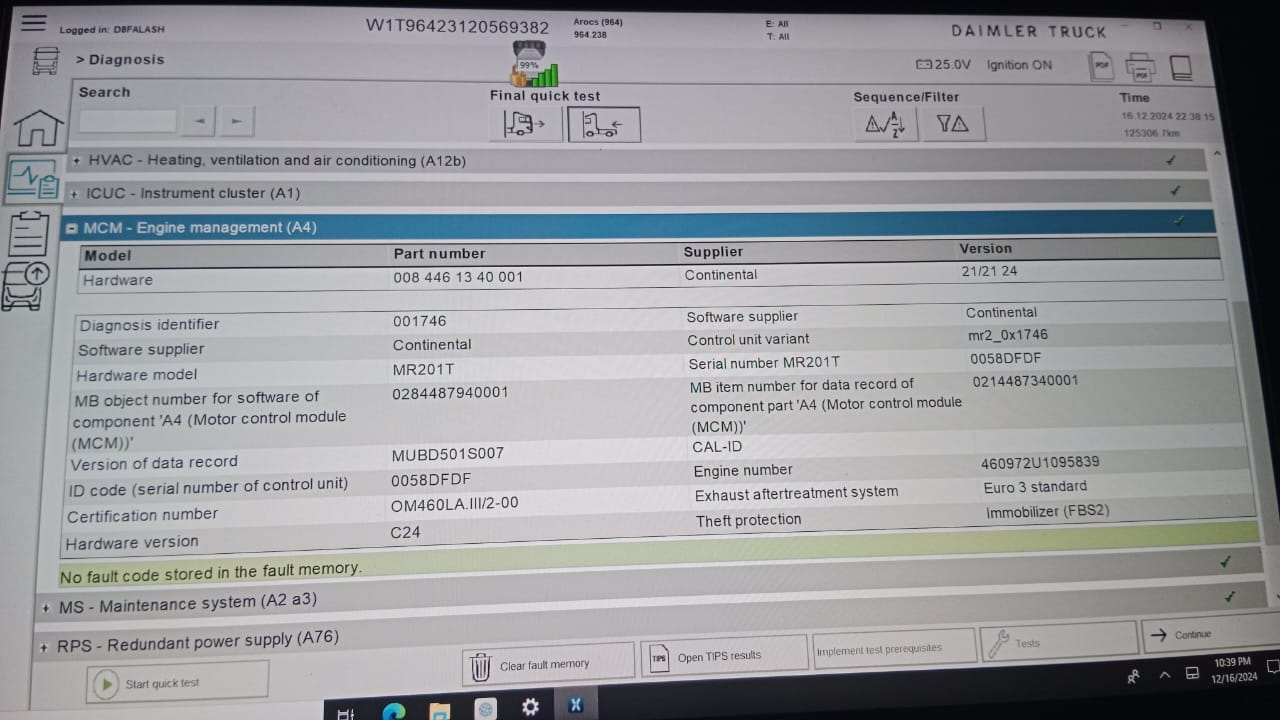 Logged in: D8FALASH
W1T96423120569382
Arocs (964)
964.238
E: All
T: All
DAIMLER TRUCK
> Diagnosis
99%
25.0V
Ignition ON
PDF
PDF
Search
Final quick test
Sequence/Filter
Time
16.12.2024 22:38:15
125306.7km
+ HVAC - Heating, ventilation and air conditioning (A12b)
+ ICUC - Instrument cluster (A1)
MCM - Engine management (A4)
Model Part number Supplier Version
Hardware 008 446 13 40 001 Continental 21/21 24
Diagnosis identifier 001746 Software supplier Continental
Software supplier Continental Control unit variant mr2_0x1746
Hardware model MR201T Serial number MR201T 0058DFDF
MB object number for software of component 'A4 (Motor control module (MCM))' 0284487940001 MB item number for data record of component part 'A4 (Motor control module (MCM))' 0214487340001
Version of data record MUBD501S007 CAL-ID
ID code (serial number of control unit) 0058DFDF Engine number 460972U1095839
Certification number OM460LA.III/2-00 Exhaust aftertreatment system Euro 3 standard
Hardware version C24 Theft protection Immobilizer (FBS2)
No fault code stored in the fault memory.
+ MS - Maintenance system (A2 a3)
+ RPS - Redundant power supply (A76)
Start quick test
Clear fault memory
TIPS
Open TIPS results
Implement test prerequisites
Tests
Continue
10:39 PM
12/16/2024